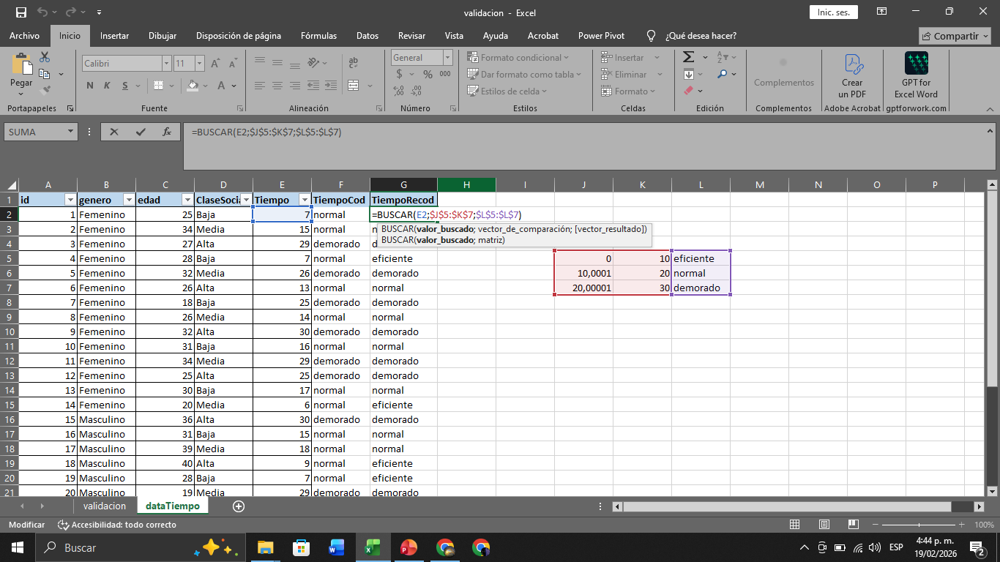 validacion - Excel
Inic. ses.
Archivo Inicio Insertar Dibujar Disposición de página Fórmulas Datos Revisar Vista Ayuda Acrobat Power Pivot ¿Qué desea hacer? Compartir
Pegar
Calibri 11
N K S
ab
General
$ % 000
Formato condicional
Dar formato como tabla
Estilos de celda
Insertar
Eliminar
Formato
Complementos
Crear
un PDF
GPT for
Excel Word
Portapapeles Fuente Alineación Número Estilos Celdas Edición Complementos Adobe Acrobat gptforwork.com
SUMA fx =BUSCAR(E2;$J$5:$K$7;$L$5:$L$7)
A B C D E F G H I J K L M N O P
1 id genero edad ClaseSocia Tiempo TiempoCod TiempoRecod
2 1 Femenino 25 Baja 7 normal =BUSCAR(E2;$J$5:$K$7;$L$5:$L$7)
3 2 Femenino 34 Media 15 normal n
BUSCAR(valor_buscado; vector_de_comparación; [vector_resultado])
BUSCAR(valor_buscado; matriz)
4 3 Femenino 27 Alta 29 demorado d
5 4 Femenino 28 Baja 7 normal eficiente 0 10 eficiente
6 5 Femenino 32 Media 26 demorado demorado 10,0001 20 normal
7 6 Femenino 26 Alta 13 normal normal 20,00001 30 demorado
8 7 Femenino 18 Baja 25 demorado demorado
9 8 Femenino 26 Media 14 normal normal
10 9 Femenino 32 Alta 30 demorado demorado
11 10 Femenino 31 Baja 16 normal normal
12 11 Femenino 34 Media 29 demorado demorado
13 12 Femenino 25 Alta 25 demorado demorado
14 13 Femenino 30 Baja 17 normal normal
15 14 Femenino 20 Media 6 normal eficiente
16 15 Masculino 36 Alta 30 demorado demorado
17 16 Masculino 31 Baja 15 normal normal
18 17 Masculino 39 Media 18 normal normal
19 18 Masculino 40 Alta 9 normal eficiente
20 19 Masculino 28 Baja 7 normal eficiente
21 20 Masculino 19 Media 29 demorado demorado
validacion dataTiempo
Modificar Accesibilidad: todo correcto 100%
Buscar
ESP
4:44 p. m.
19/02/2026
2